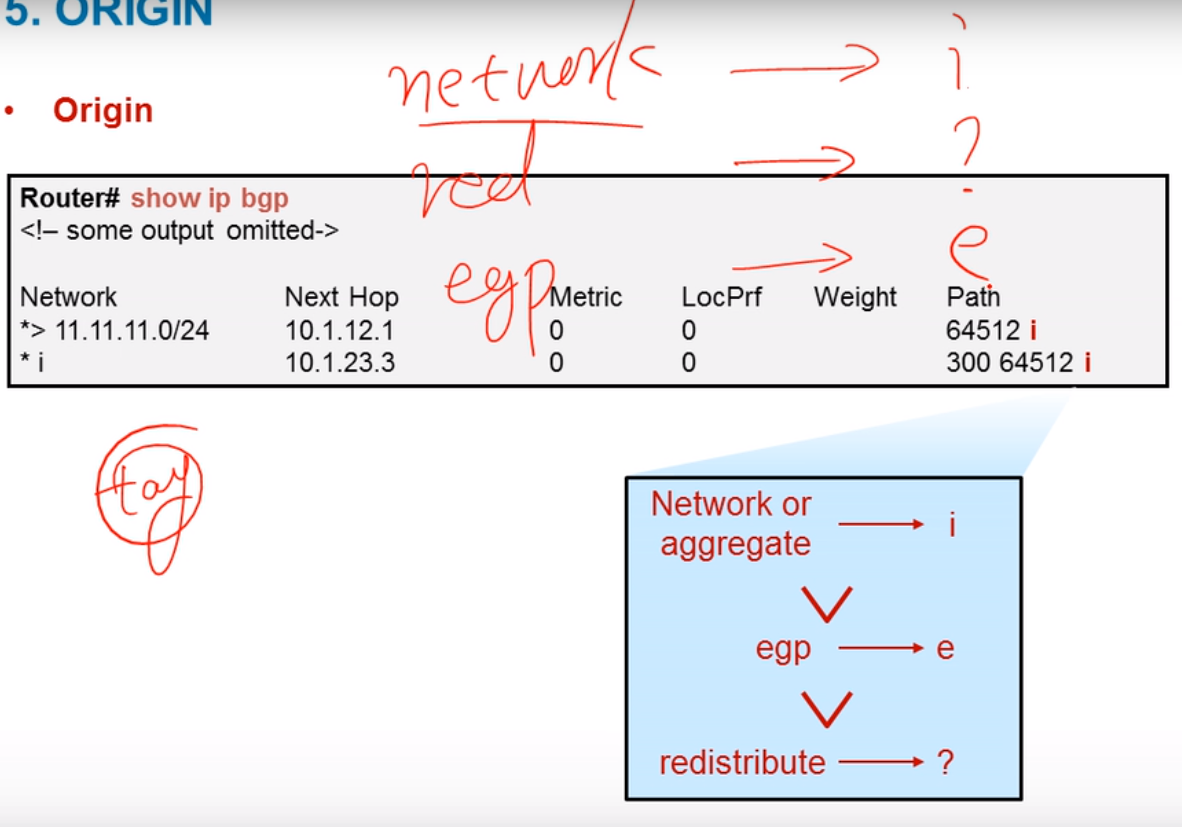 5. ORIGIN
network → i
• Origin
red → ?
Router# show ip bgp
<!– some output omitted->
egp → e
Network Next Hop Metric LocPrf Weight Path
*> 11.11.11.0/24 10.1.12.1 0 0 64512 i
* i 10.1.23.3 0 0 300 64512 i
tag
Network or
aggregate → i
egp → e
redistribute → ?